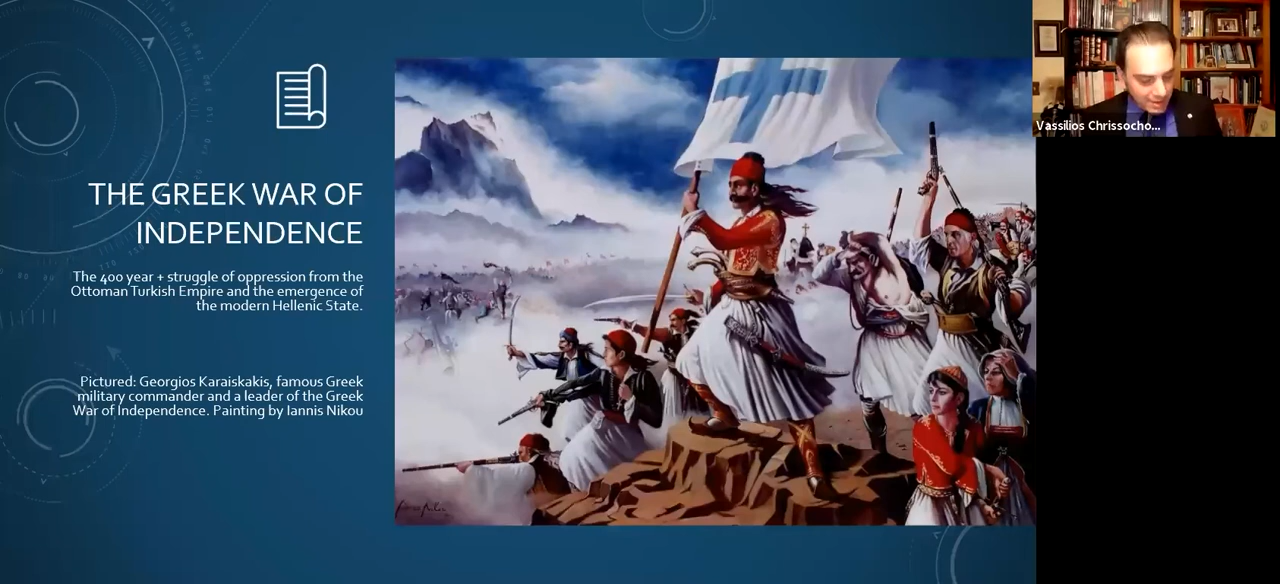 THE GREEK WAR OF
INDEPENDENCE
The 400 year + struggle of oppression from the
Ottoman Turkish Empire and the emergence of
the modern Hellenic State.
Pictured: Georgios Karaiskakis, famous Greek
military commander and a leader of the Greek
War of Independence. Painting by Iannis Nikou
Vassilios Chrissocho...